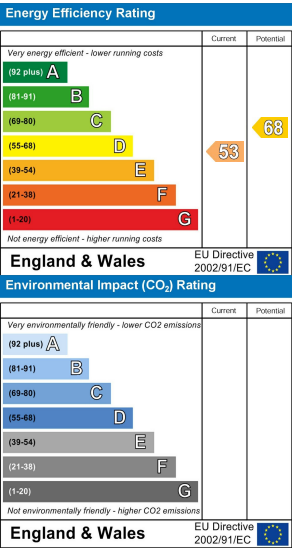 Energy Efficiency Rating
Current Potential
Very energy efficient - lower running costs
(92 plus) A
(81-91) B
(69-80) C
(55-68) D
(39-54) E
(21-38) F
(1-20) G
53
68
Not energy efficient - higher running costs
England & Wales
EU Directive
2002/91/EC
Environmental Impact (CO₂) Rating
Current Potential
Very environmentally friendly - lower CO2 emissions
(92 plus) A
(81-91) B
(69-80) C
(55-68) D
(39-54) E
(21-38) F
(1-20) G
Not environmentally friendly - higher CO2 emissions
England & Wales
EU Directive
2002/91/EC